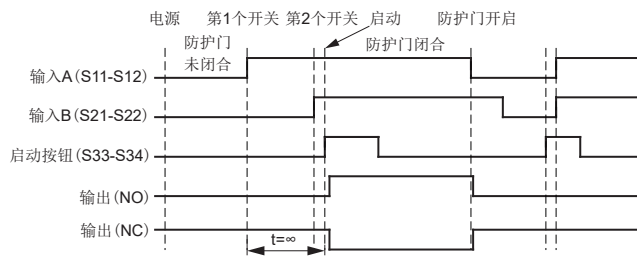 电源 第1个开关 第2个开关 启动 防护门开启
防护门
未闭合
防护门闭合
输入A(S11-S12)
输入B(S21-S22)
启动按钮(S33-S34)
输出(NO)
输出(NC)
t=∞